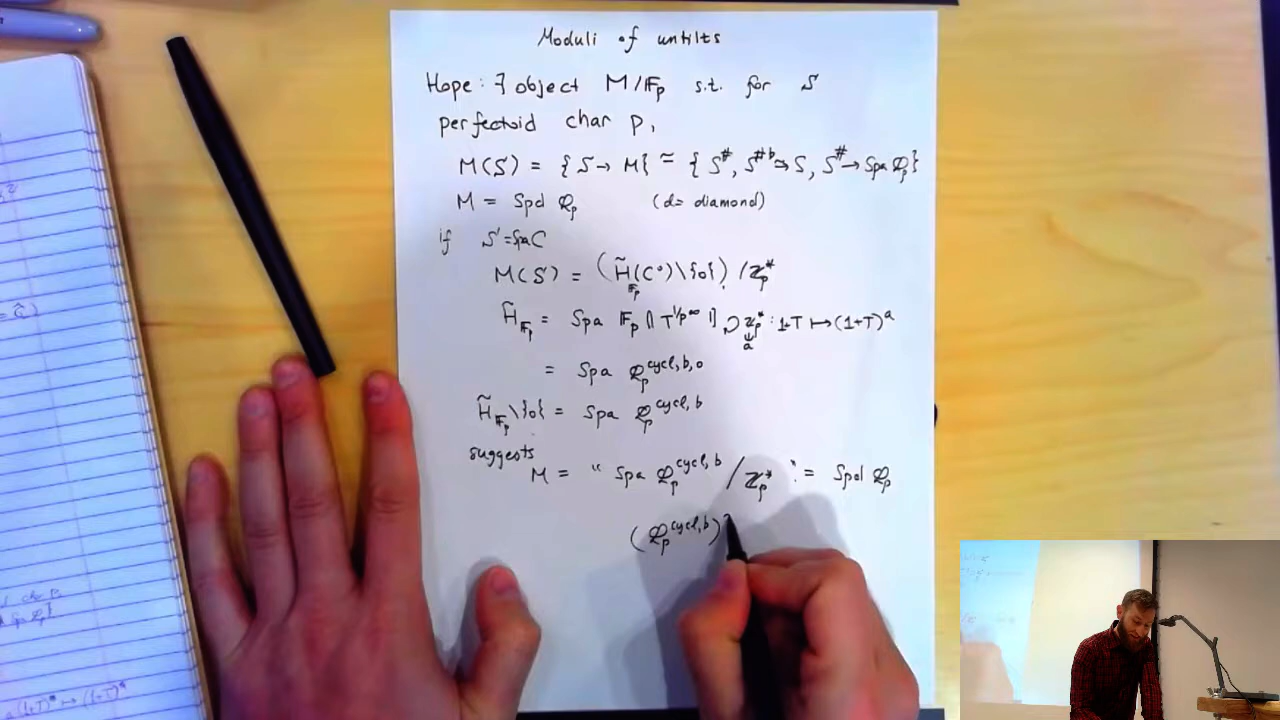 Moduli of untilts
Hope: ∃ object M/𝔽_p s.t. for S
perfectoid char p,
M(S) = {S → M} ≅ {S^#, S^{#♭} ⥲ S, S^# → Spa ℚ_p}
M = Spd ℚ_p (d = diamond)
if S = Spa C
M(S) = (H̃_{𝔽_p}(C°)\{0}) / ℤ_p^*
H̃_{𝔽_p} = Spa 𝔽_p[[T^{1/p^∞}]] ↻ ℤ_p^* ∋ a : 1+T ↦ (1+T)^a
= Spa ℚ_p^{cycl,♭,o}
H̃_{𝔽_p}\{0} = Spa ℚ_p^{cycl,♭}
suggests
M = " Spa ℚ_p^{cycl,♭} / ℤ_p^* " := Spd ℚ_p
(ℚ_p^{cycl,♭})